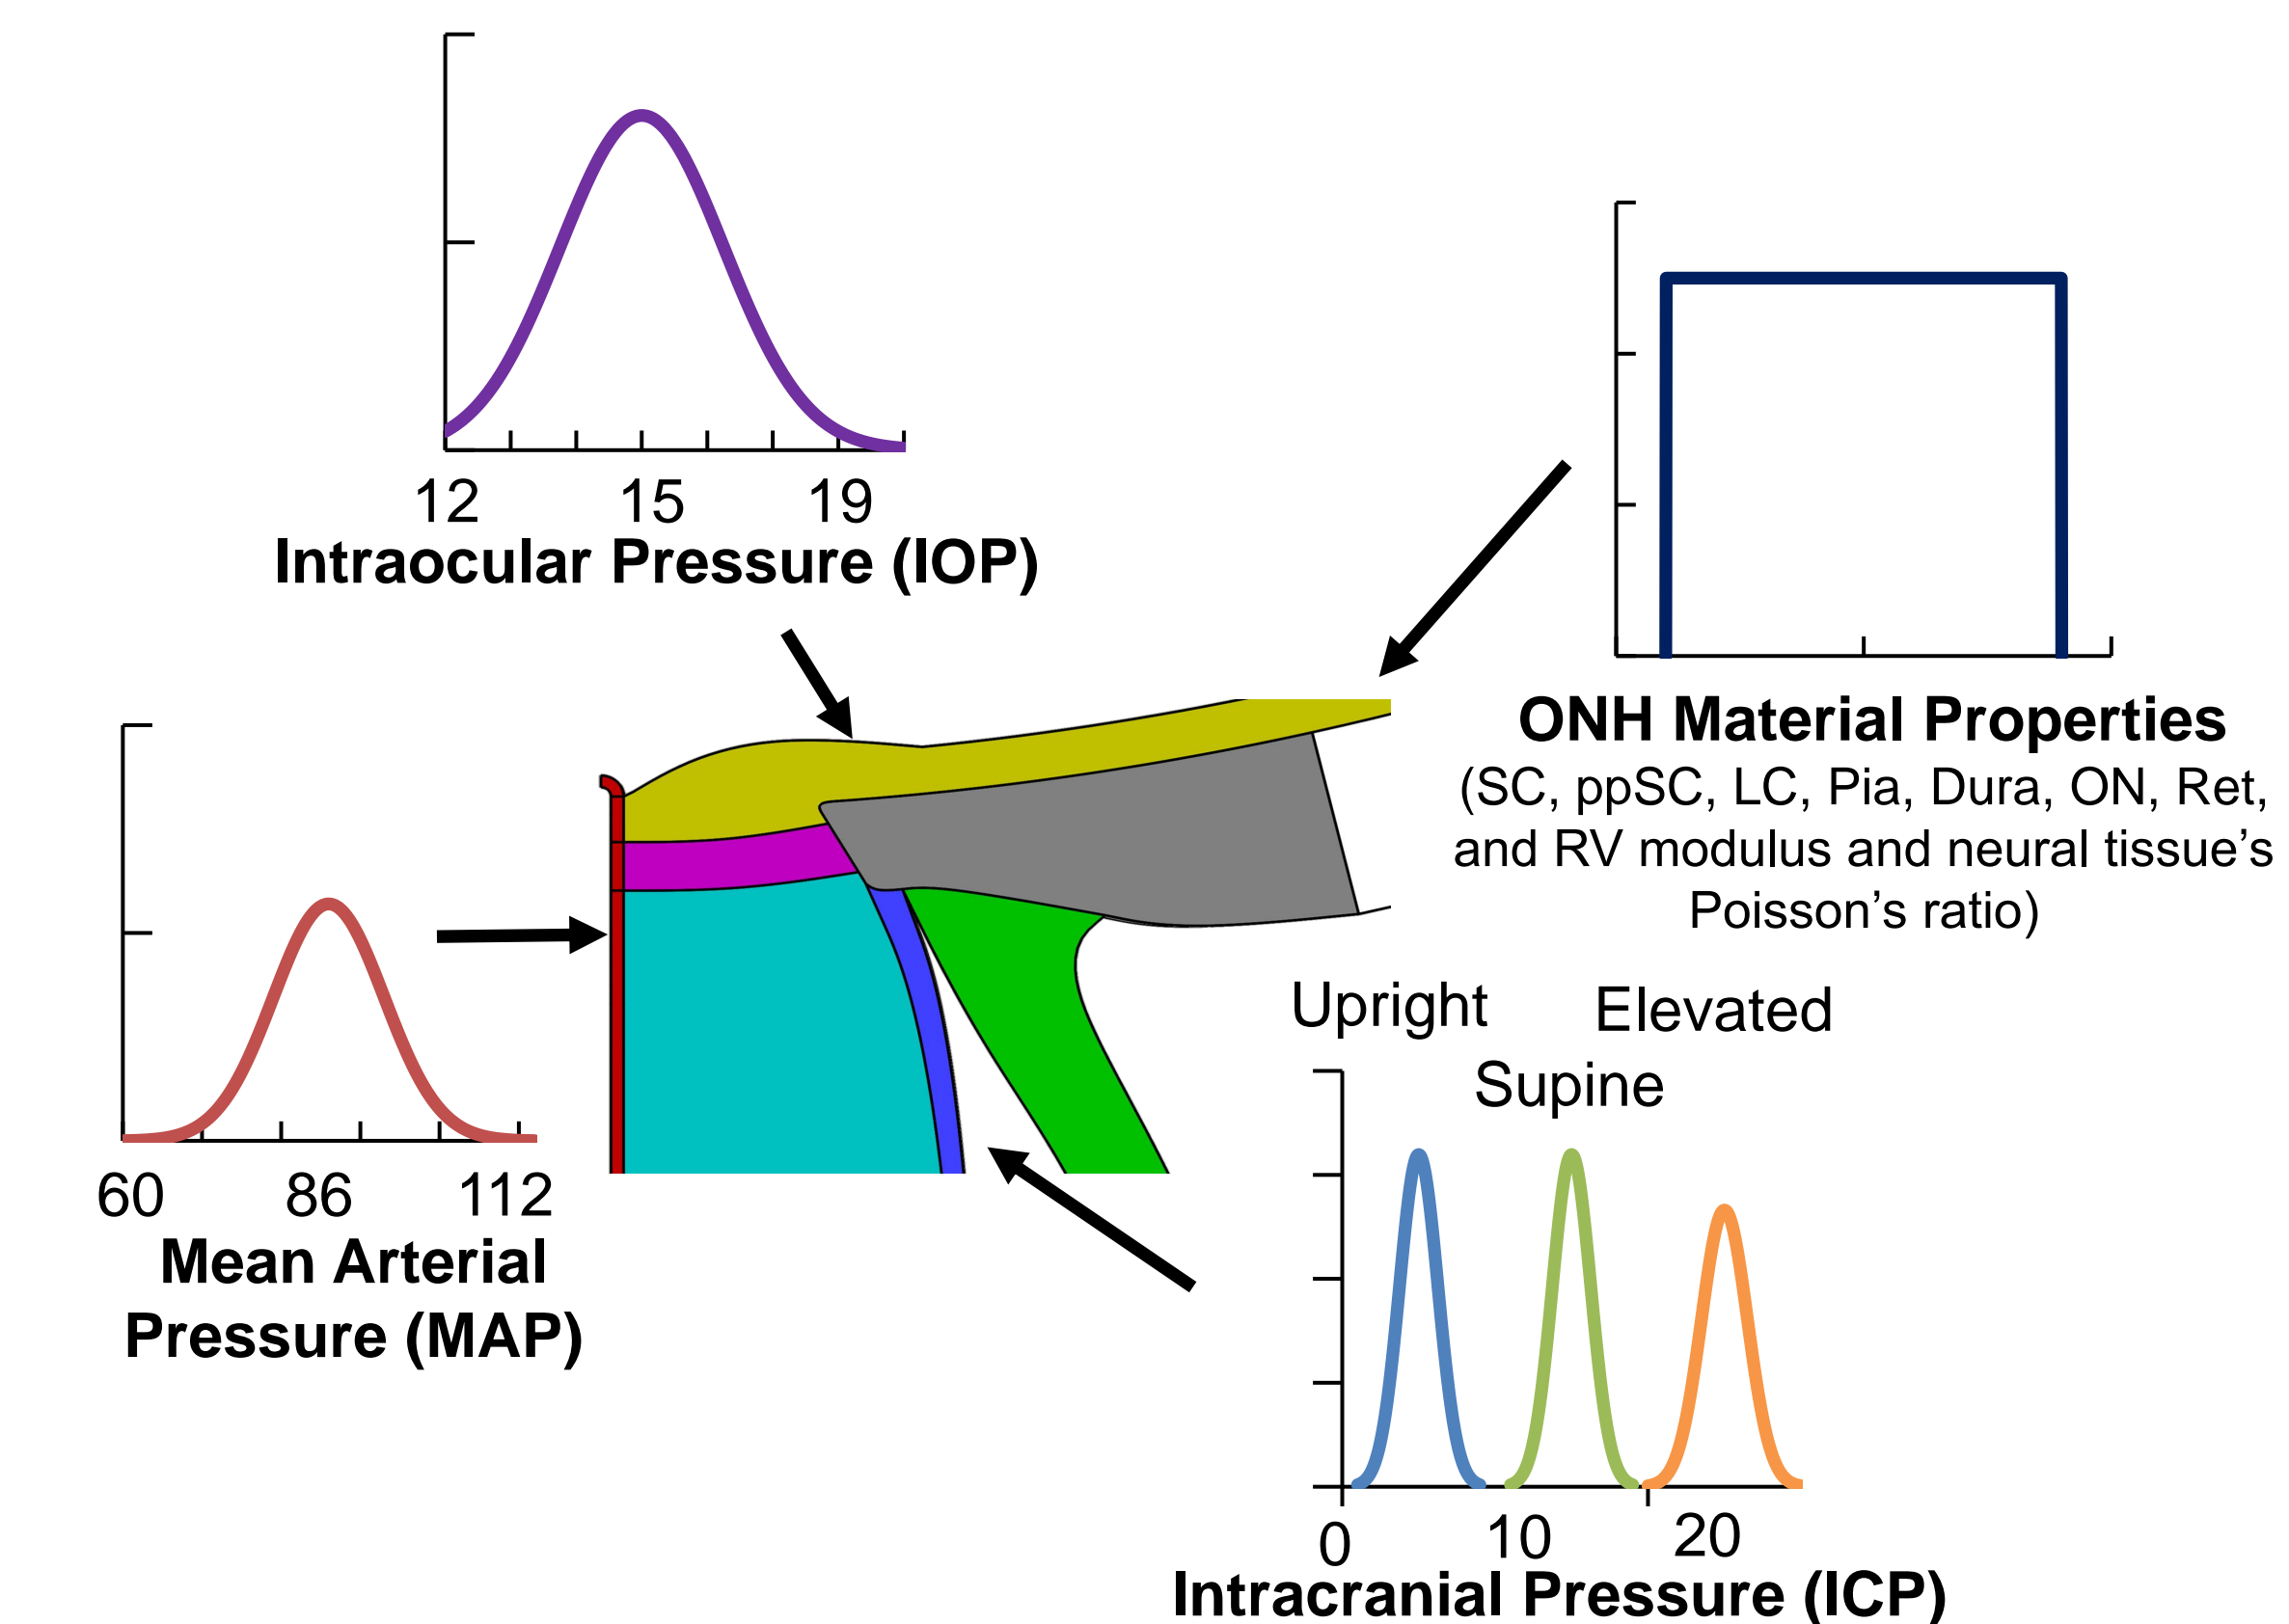 12 15 19
Intraocular Pressure (IOP)
ONH Material Properties
(SC, ppSC, LC, Pia, Dura, ON, Ret,
and RV modulus and neural tissue’s
Poisson’s ratio)
60 86 112
Mean Arterial
Pressure (MAP)
Upright Elevated
Supine
0 10 20
Intracranial Pressure (ICP)